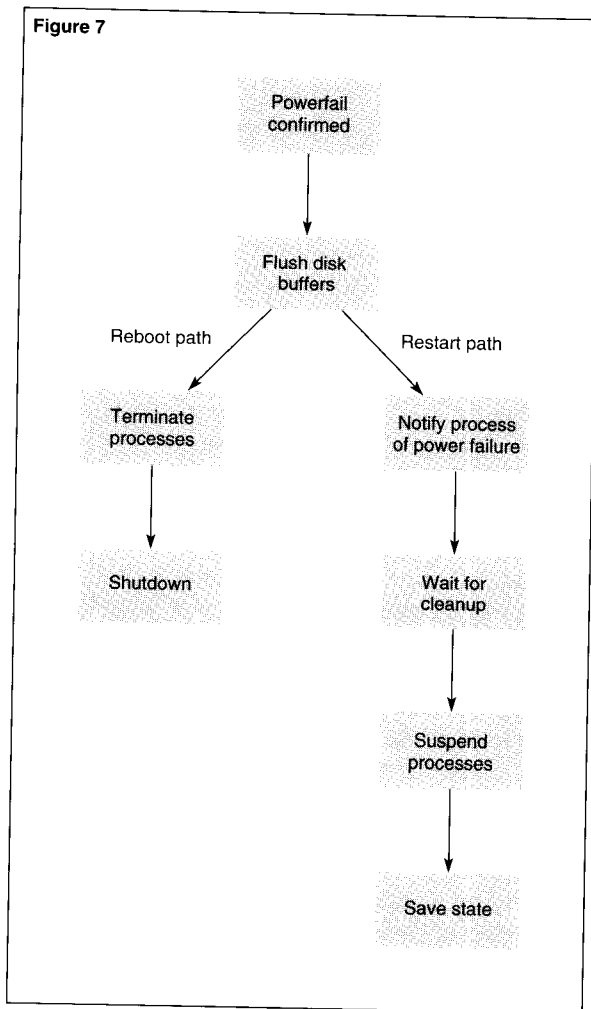 Figure 7
Powerfail
confirmed
Flush disk
buffers
Reboot path
Restart path
Terminate
processes
Notify process
of power failure
Shutdown
Wait for
cleanup
Suspend
processes
Save state